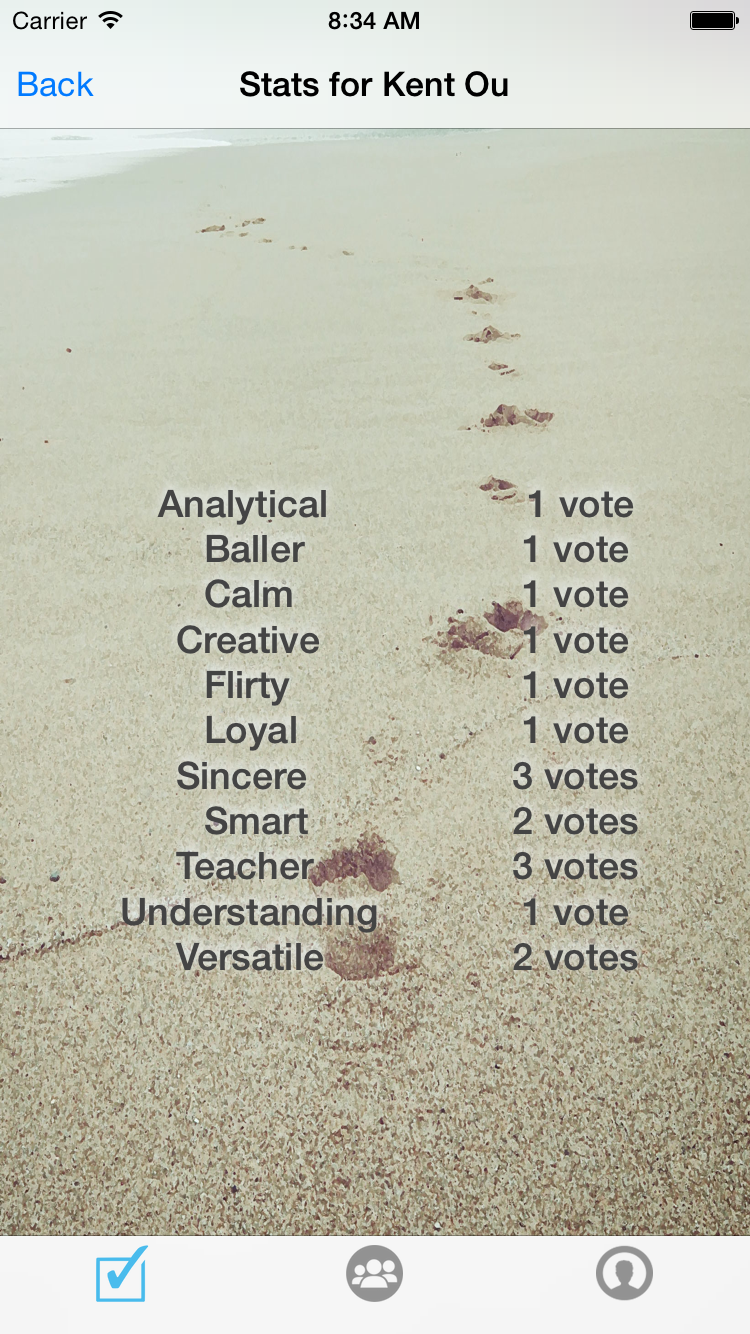 Carrier 8:34 AM
Back Stats for Kent Ou
Analytical 1 vote
Baller 1 vote
Calm 1 vote
Creative 1 vote
Flirty 1 vote
Loyal 1 vote
Sincere 3 votes
Smart 2 votes
Teacher 3 votes
Understanding 1 vote
Versatile 2 votes